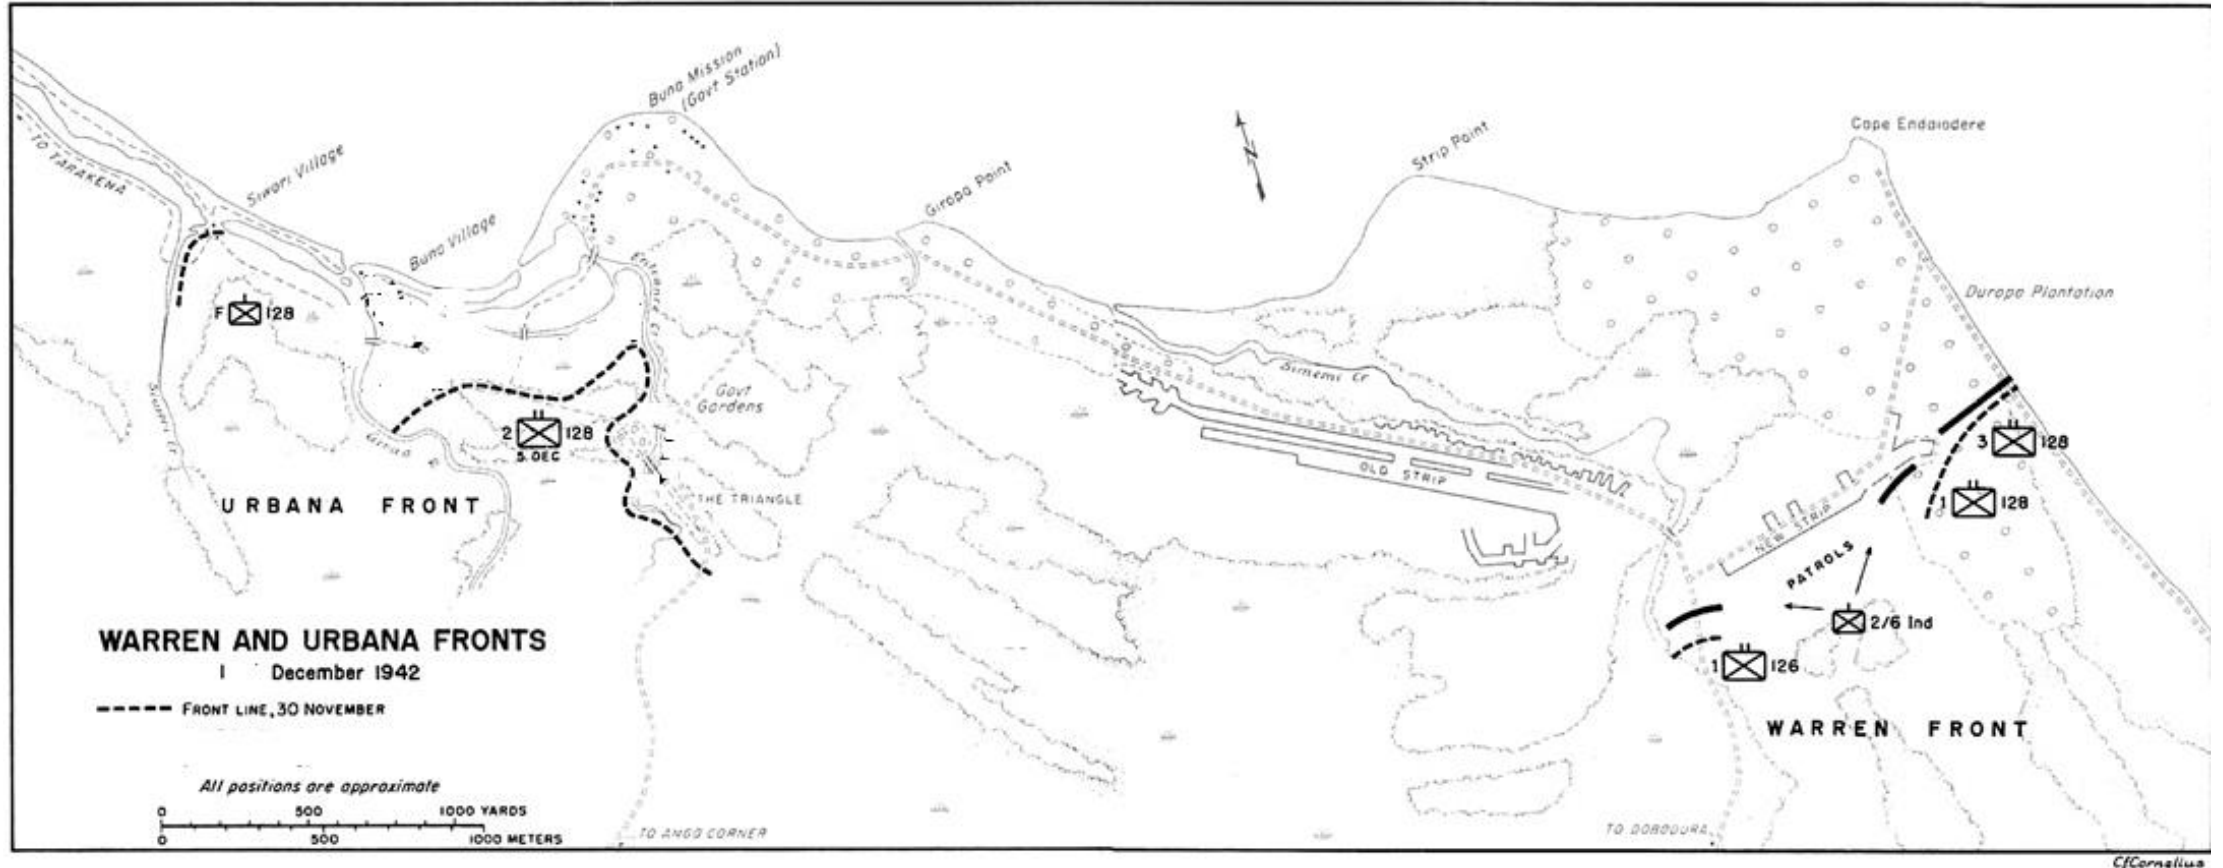 Buna Mission
(Govt Station)
Cape Endaiadere
Strip Point
TO TARAKENA
Siwori Village
Giropa Point
Buna Village
N
Entrance Cr
Duropa Plantation
F 128
Simemi Cr
Siwori Cr
Govt
Gardens
2 128
5 DEC
Girua R
3 128
OLD STRIP
THE TRIANGLE
1 128
URBANA FRONT
NEW STRIP
PATROLS
2/6 Ind
WARREN AND URBANA FRONTS
1 December 1942
1 126
FRONT LINE, 30 NOVEMBER
WARREN FRONT
All positions are approximate
0 500 1000 YARDS
0 500 1000 METERS
TO ANGO CORNER
TO DOBODURA
CfCornelius